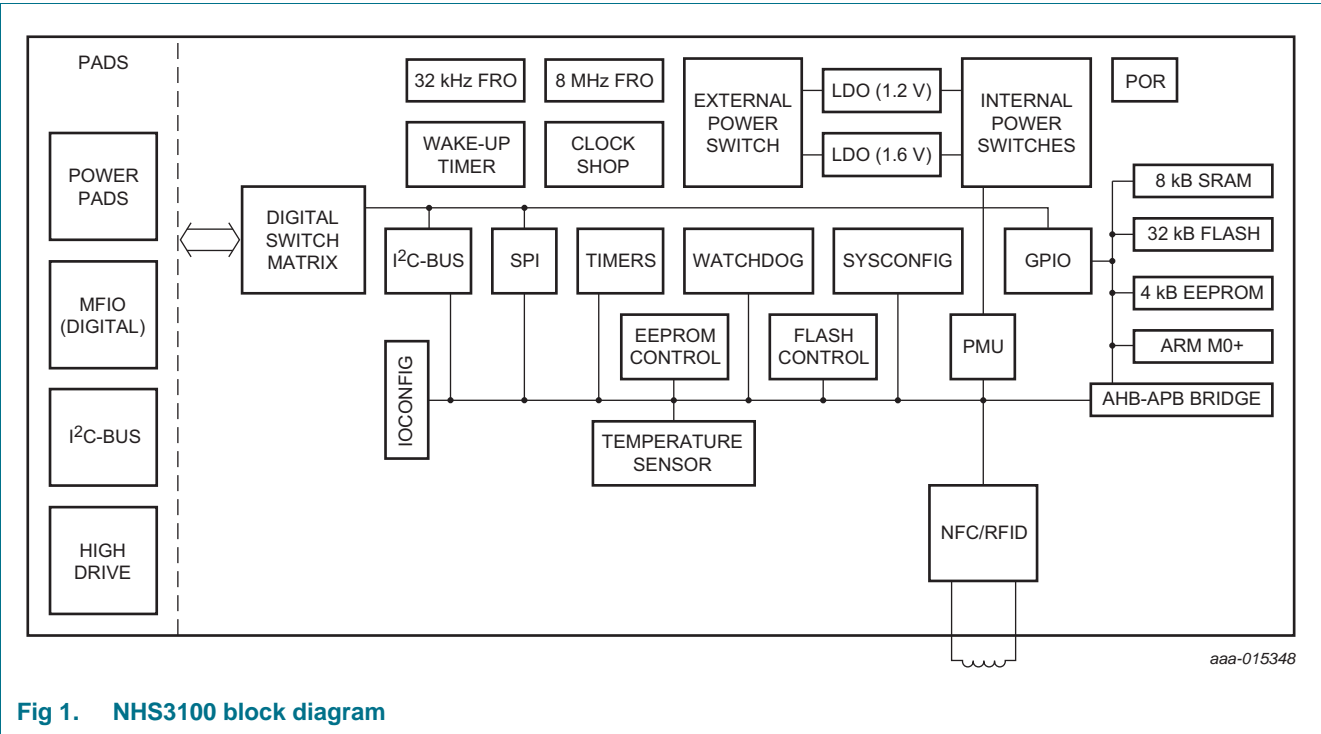 PADS
POWER
PADS
MFIO
(DIGITAL)
I2C-BUS
HIGH
DRIVE
32 kHz FRO
8 MHz FRO
WAKE-UP
TIMER
CLOCK
SHOP
EXTERNAL
POWER
SWITCH
LDO (1.2 V)
LDO (1.6 V)
INTERNAL
POWER
SWITCHES
POR
DIGITAL
SWITCH
MATRIX
I2C-BUS
SPI
TIMERS
WATCHDOG
SYSCONFIG
GPIO
8 kB SRAM
32 kB FLASH
4 kB EEPROM
ARM M0+
AHB-APB BRIDGE
IOCONFIG
EEPROM
CONTROL
FLASH
CONTROL
PMU
TEMPERATURE
SENSOR
NFC/RFID
aaa-015348
Fig 1. NHS3100 block diagram